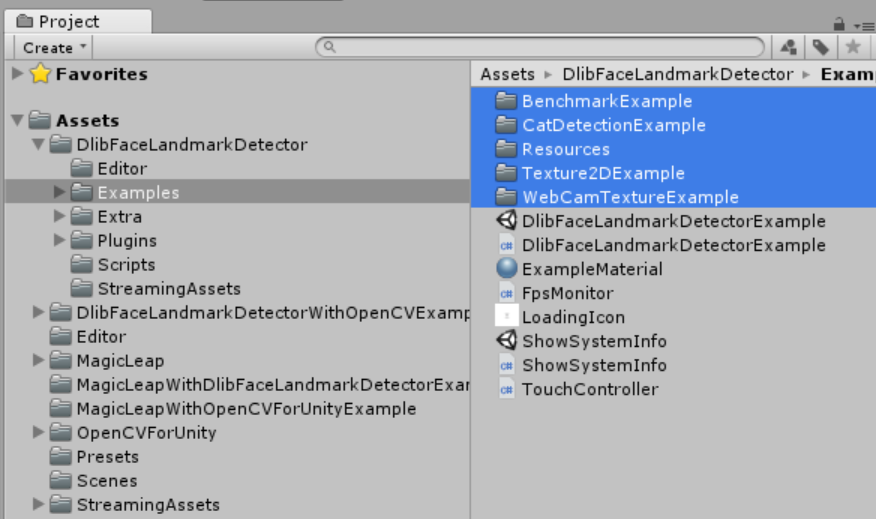 Project
Create
Favorites
Assets
DlibFaceLandmarkDetector
Editor
Examples
Extra
Plugins
Scripts
StreamingAssets
DlibFaceLandmarkDetectorWithOpenCVExamp
Editor
MagicLeap
MagicLeapWithDlibFaceLandmarkDetectorExar
MagicLeapWithOpenCVForUnityExample
OpenCVForUnity
Presets
Scenes
StreamingAssets
Assets ▸ DlibFaceLandmarkDetector ▸ Exam
BenchmarkExample
CatDetectionExample
Resources
Texture2DExample
WebCamTextureExample
DlibFaceLandmarkDetectorExample
C# DlibFaceLandmarkDetectorExample
ExampleMaterial
C# FpsMonitor
LoadingIcon
ShowSystemInfo
C# ShowSystemInfo
C# TouchController